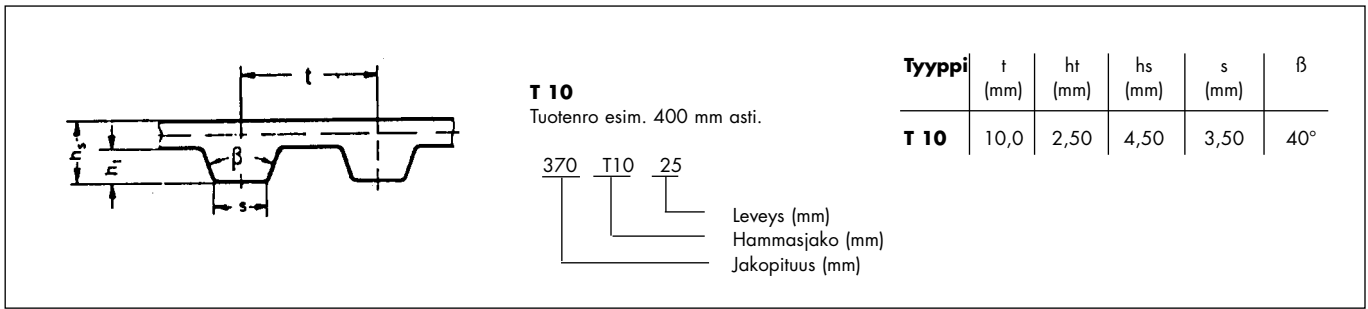 t
hs
ht
β
s
T 10
Tuotenro esim. 400 mm asti.
370 T10 25
Leveys (mm)
Hammasjako (mm)
Jakopituus (mm)
Tyyppi t ht hs s ß
(mm) (mm) (mm) (mm)
T 10 10,0 2,50 4,50 3,50 40°